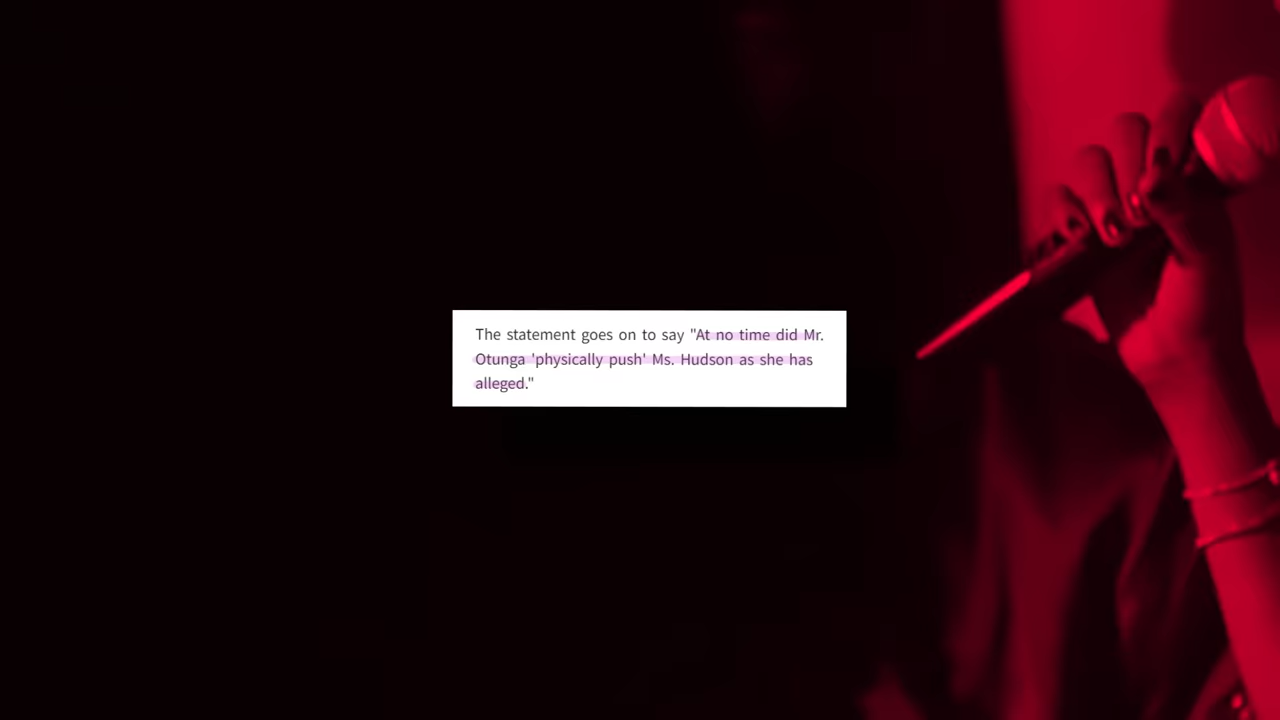 The statement goes on to say "At no time did Mr.
Otunga 'physically push' Ms. Hudson as she has
alleged."